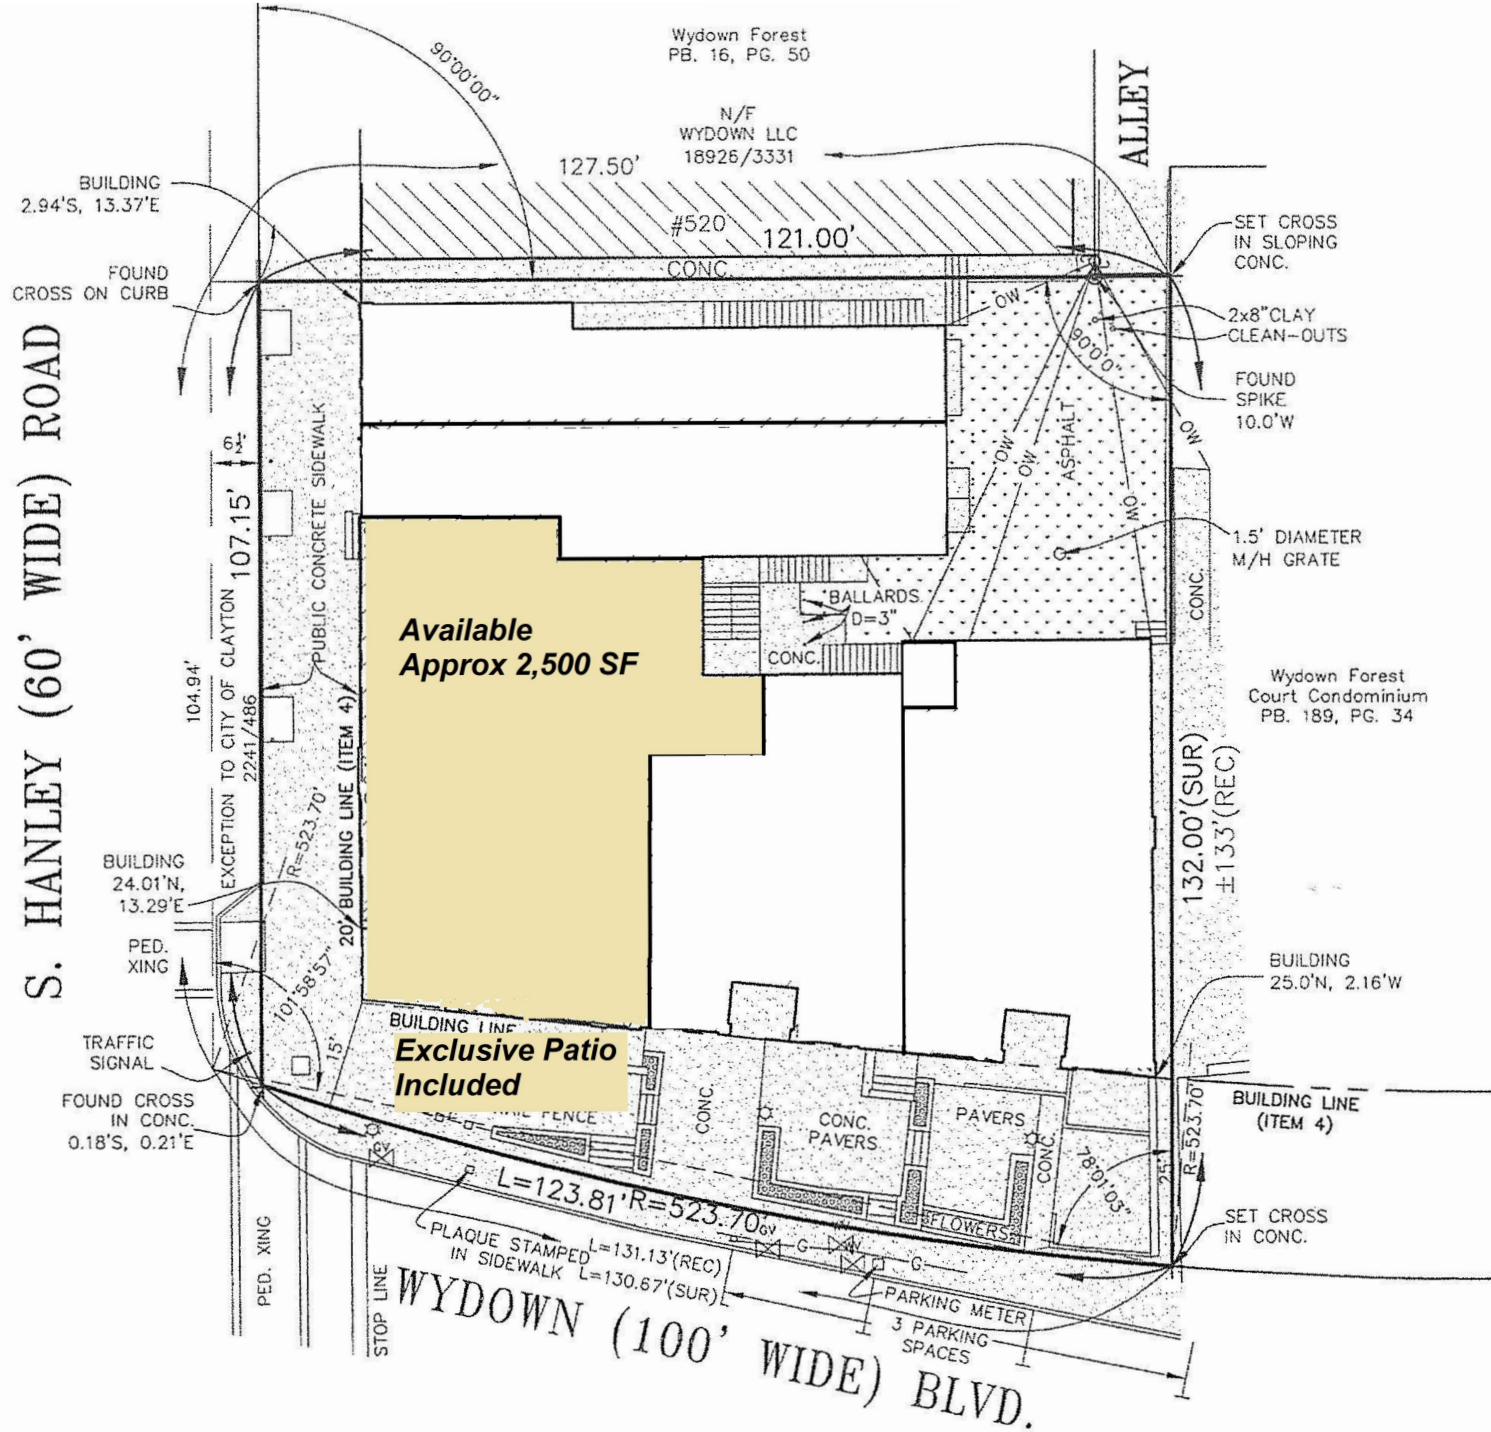 Wydown Forest
PB. 16, PG. 50
90°00'00"
ALLEY
N/F
WYDOWN LLC
18926/3331
127.50'
BUILDING
2.94'S, 13.37'E
#520
121.00'
CONC.
SET CROSS
IN SLOPING
CONC.
FOUND
CROSS ON CURB
OW
2x8"CLAY
CLEAN-OUTS
90°0'0"
FOUND
SPIKE
10.0'W
S. HANLEY (60' WIDE) ROAD
6½'
107.15'
PUBLIC CONCRETE SIDEWALK
OW
OW
ASPHALT
OW
OW
1.5' DIAMETER
M/H GRATE
CONC.
BALLARDS
D=3"
CONC.
Available
Approx 2,500 SF
104.94'
EXCEPTION TO CITY OF CLAYTON
2241/486
R=523.70'
20' BUILDING LINE (ITEM 4)
Wydown Forest
Court Condominium
PB. 189, PG. 34
132.00'(SUR)
±133'(REC)
BUILDING
24.01'N,
13.29'E
PED.
XING
101°58'57"
15'
BUILDING
25.0'N, 2.16'W
TRAFFIC
SIGNAL
BUILDING LINE
Exclusive Patio
Included
FENCE
FOUND CROSS
IN CONC.
0.18'S, 0.21'E
CONC.
CONC.
PAVERS
PAVERS
CONC.
78°01'03"
25'
R=523.70'
BUILDING LINE
(ITEM 4)
FLOWERS
L=123.81'
R=523.70'
GV
G
G
SET CROSS
IN CONC.
PLAQUE STAMPED
IN SIDEWALK
L=131.13'(REC)
L=130.67'(SUR)
PARKING METER
3 PARKING
SPACES
PED. XING
STOP LINE
WYDOWN (100' WIDE) BLVD.